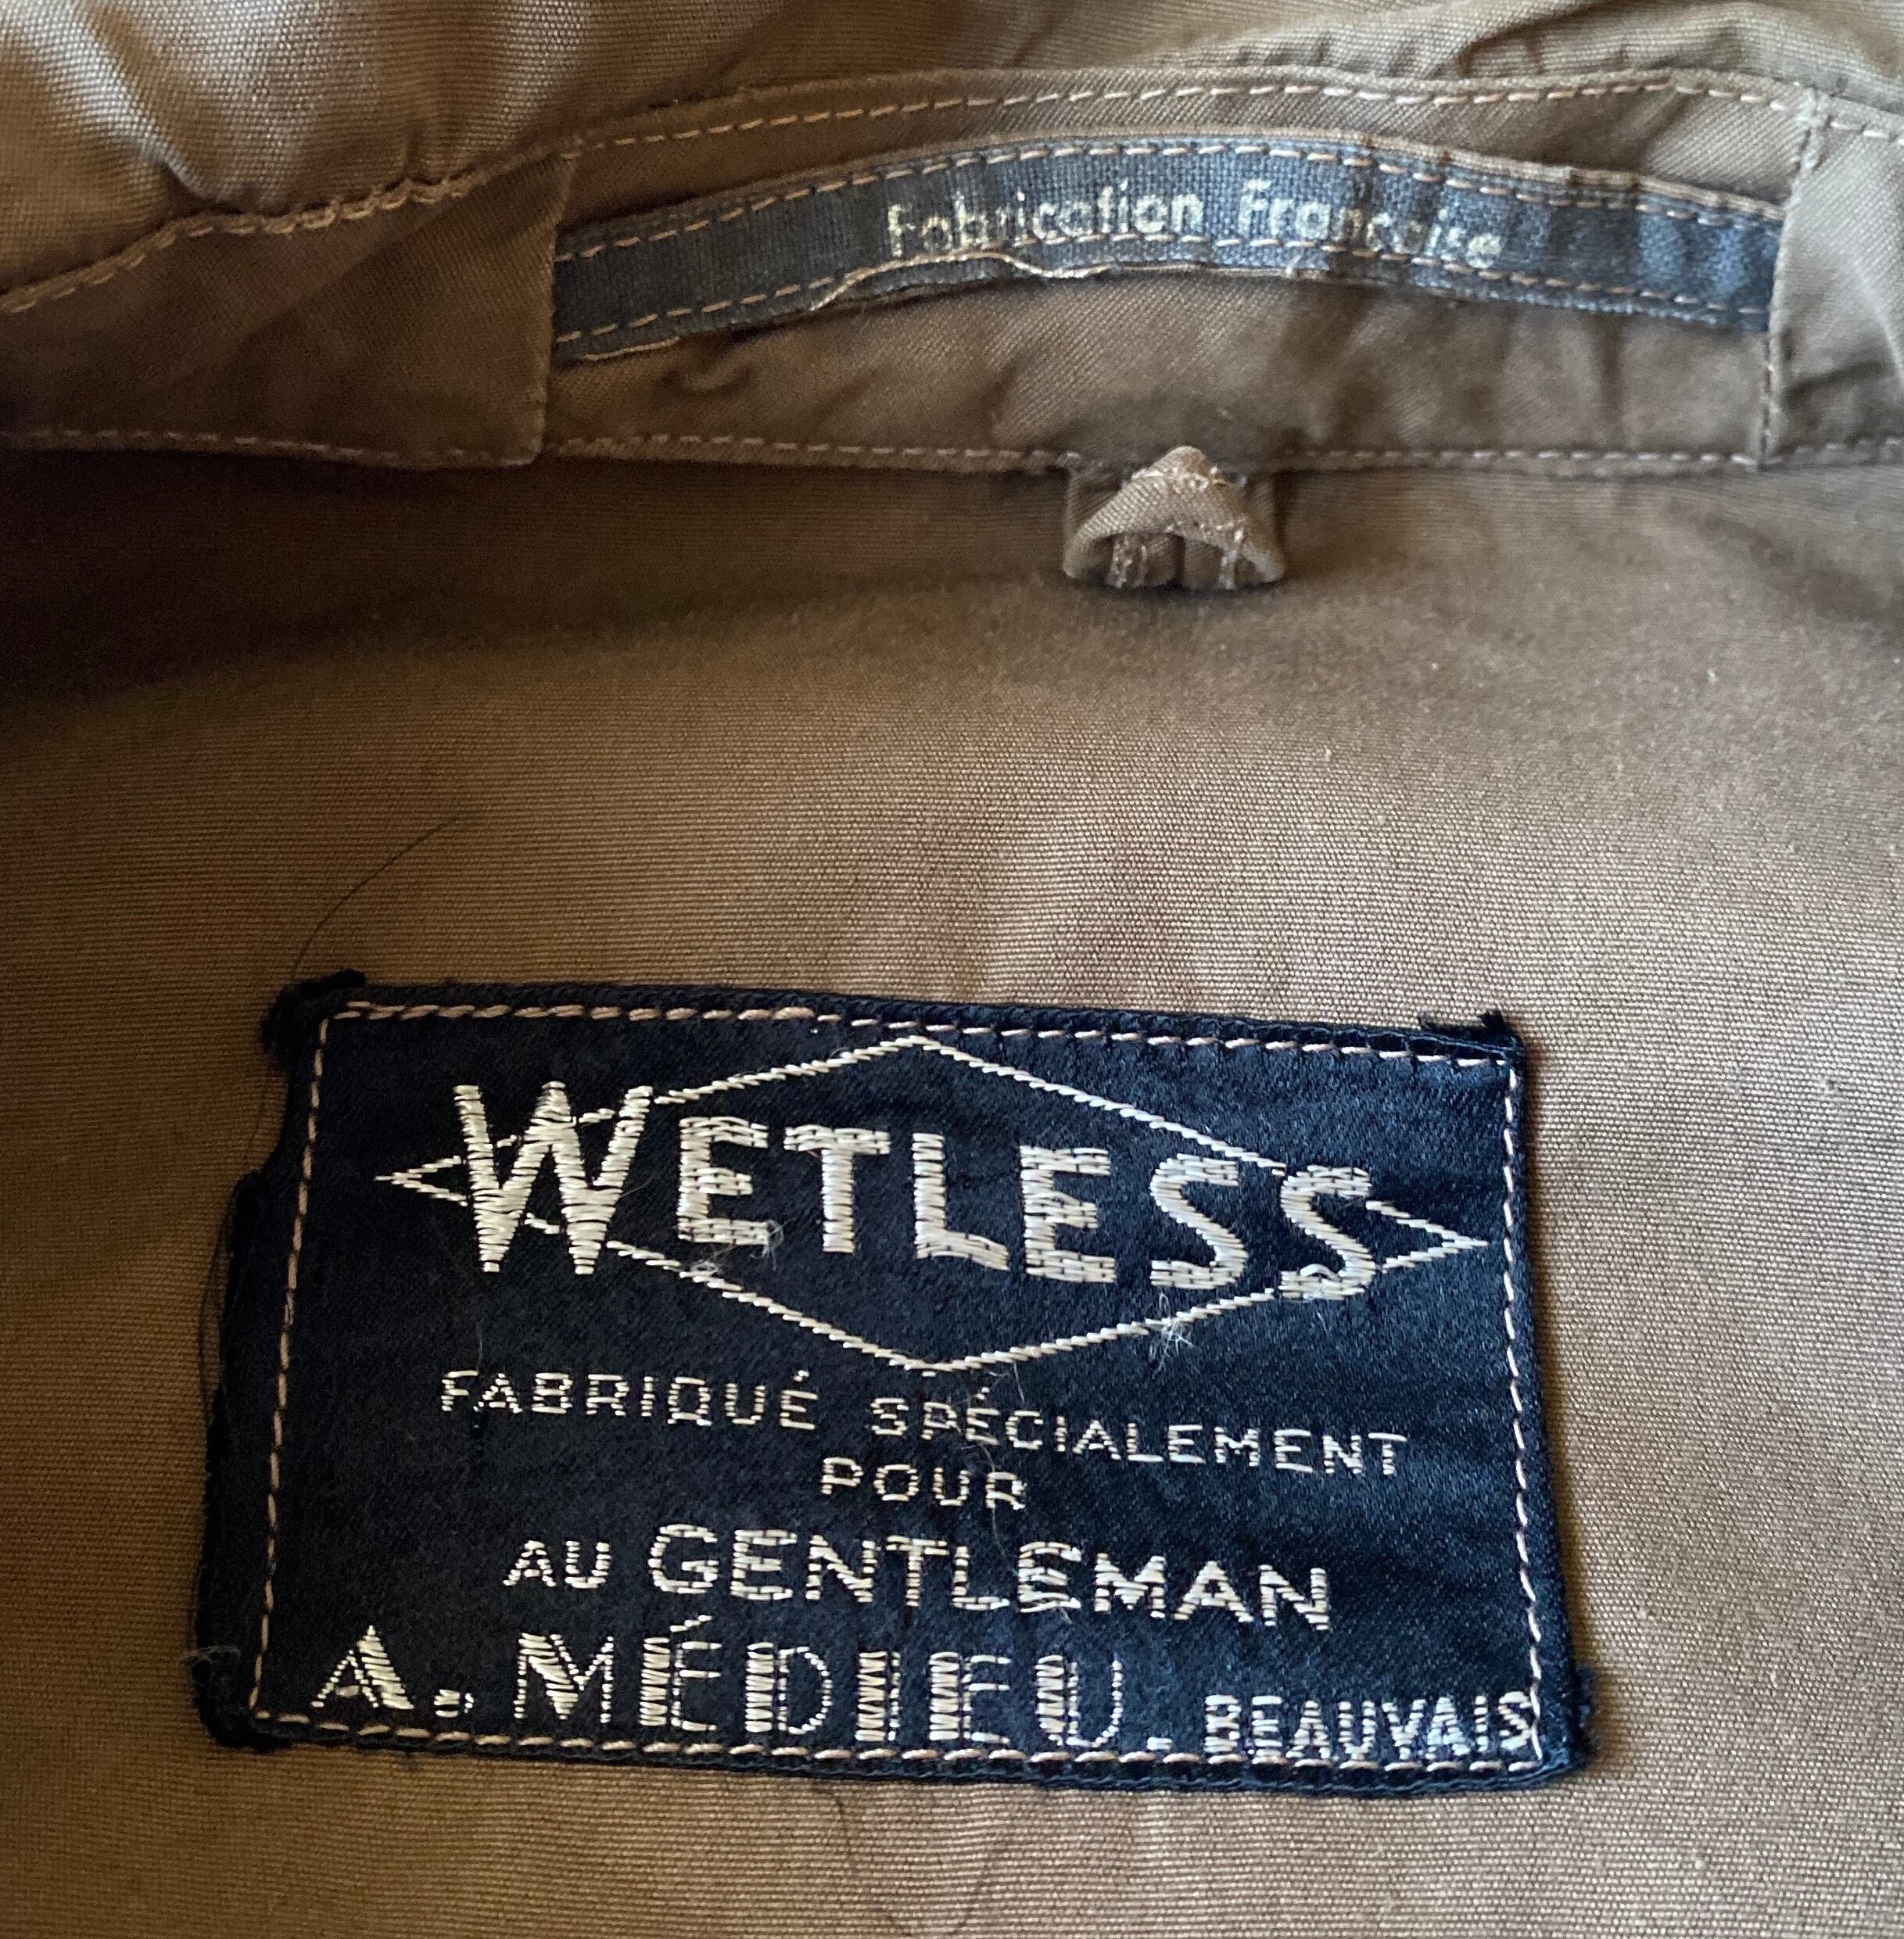 Fabrication Française
WETLESS
FABRIQUÉ SPÉCIALEMENT
POUR
AU GENTLEMAN
A. MÉDIEU. BEAUVAIS